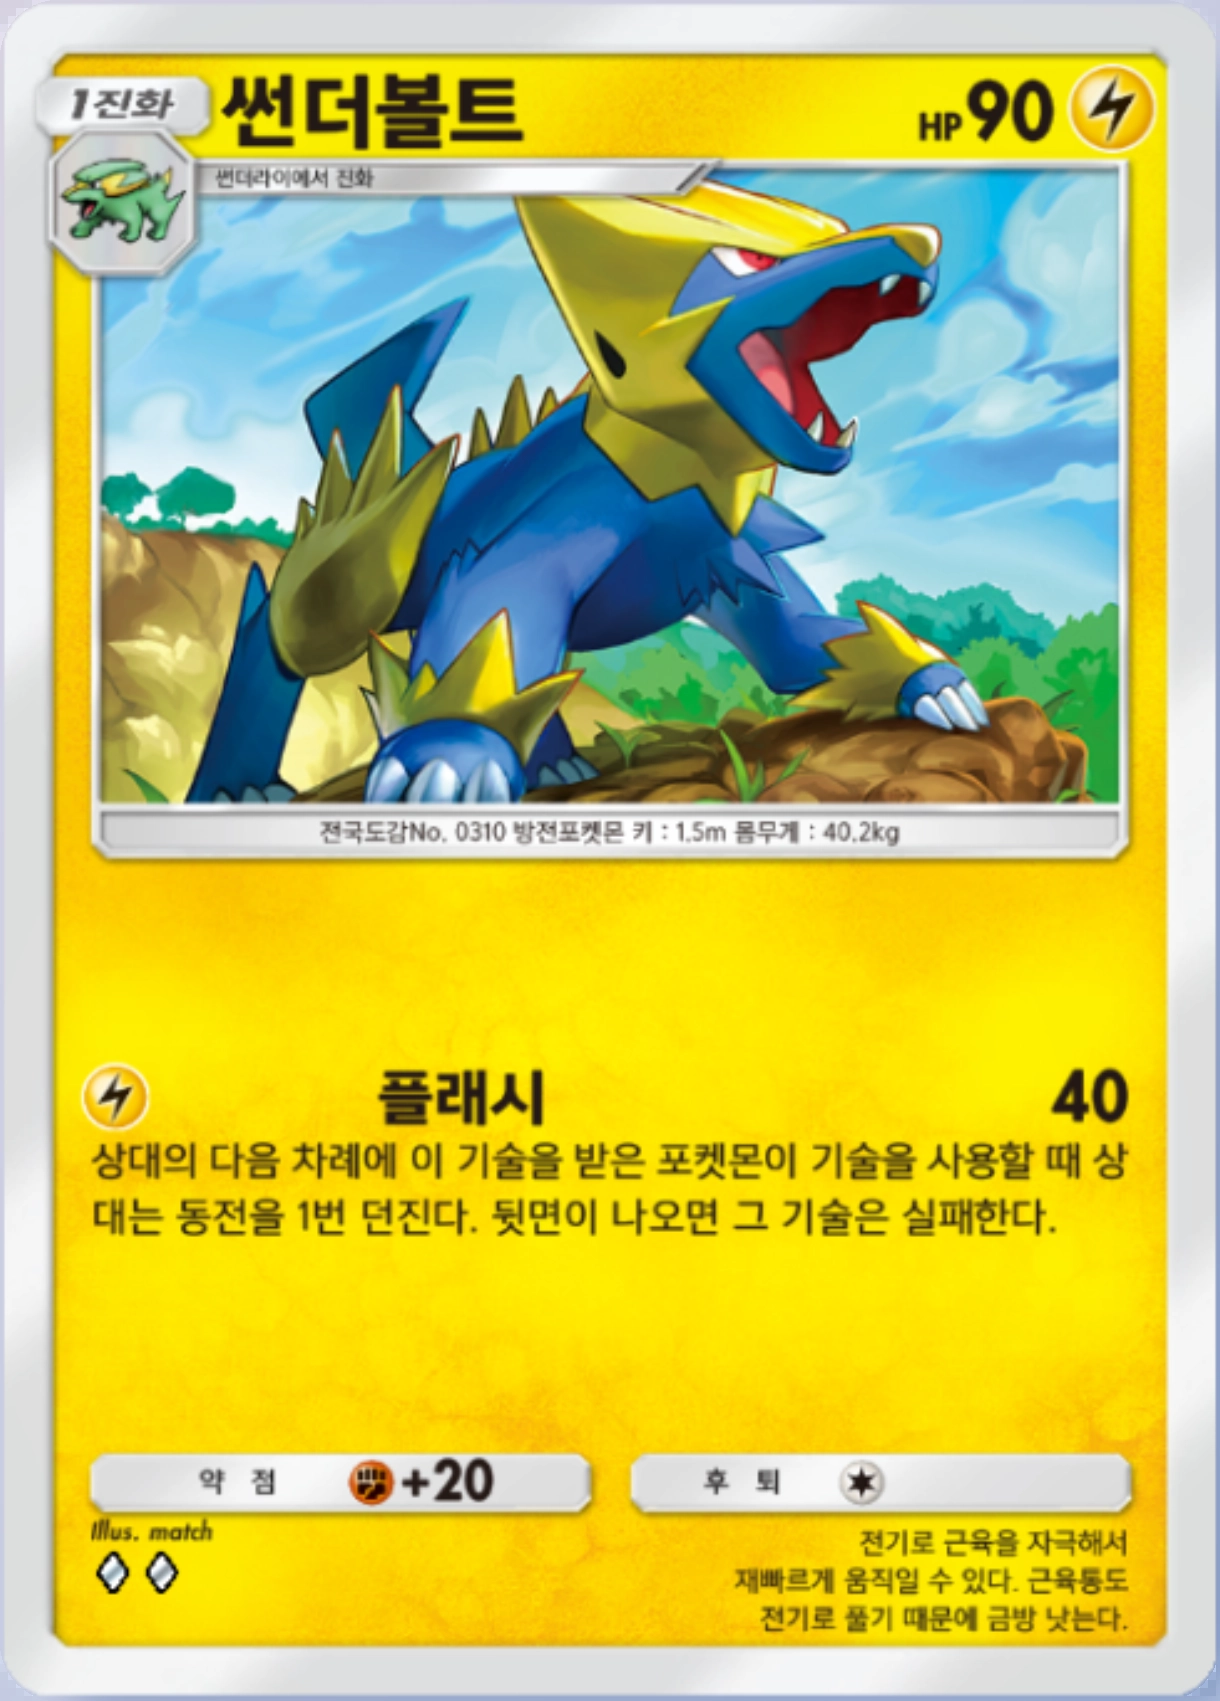 1진화
썬더볼트
HP 90
썬더라이에서 진화
전국도감No. 0310 방전포켓몬 키 : 1.5m 몸무게 : 40.2kg
플래시 40
상대의 다음 차례에 이 기술을 받은 포켓몬이 기술을 사용할 때 상
대는 동전을 1번 던진다. 뒷면이 나오면 그 기술은 실패한다.
약 점 +20
후 퇴
Illus. match
전기로 근육을 자극해서
재빠르게 움직일 수 있다. 근육통도
전기로 풀기 때문에 금방 낫는다.